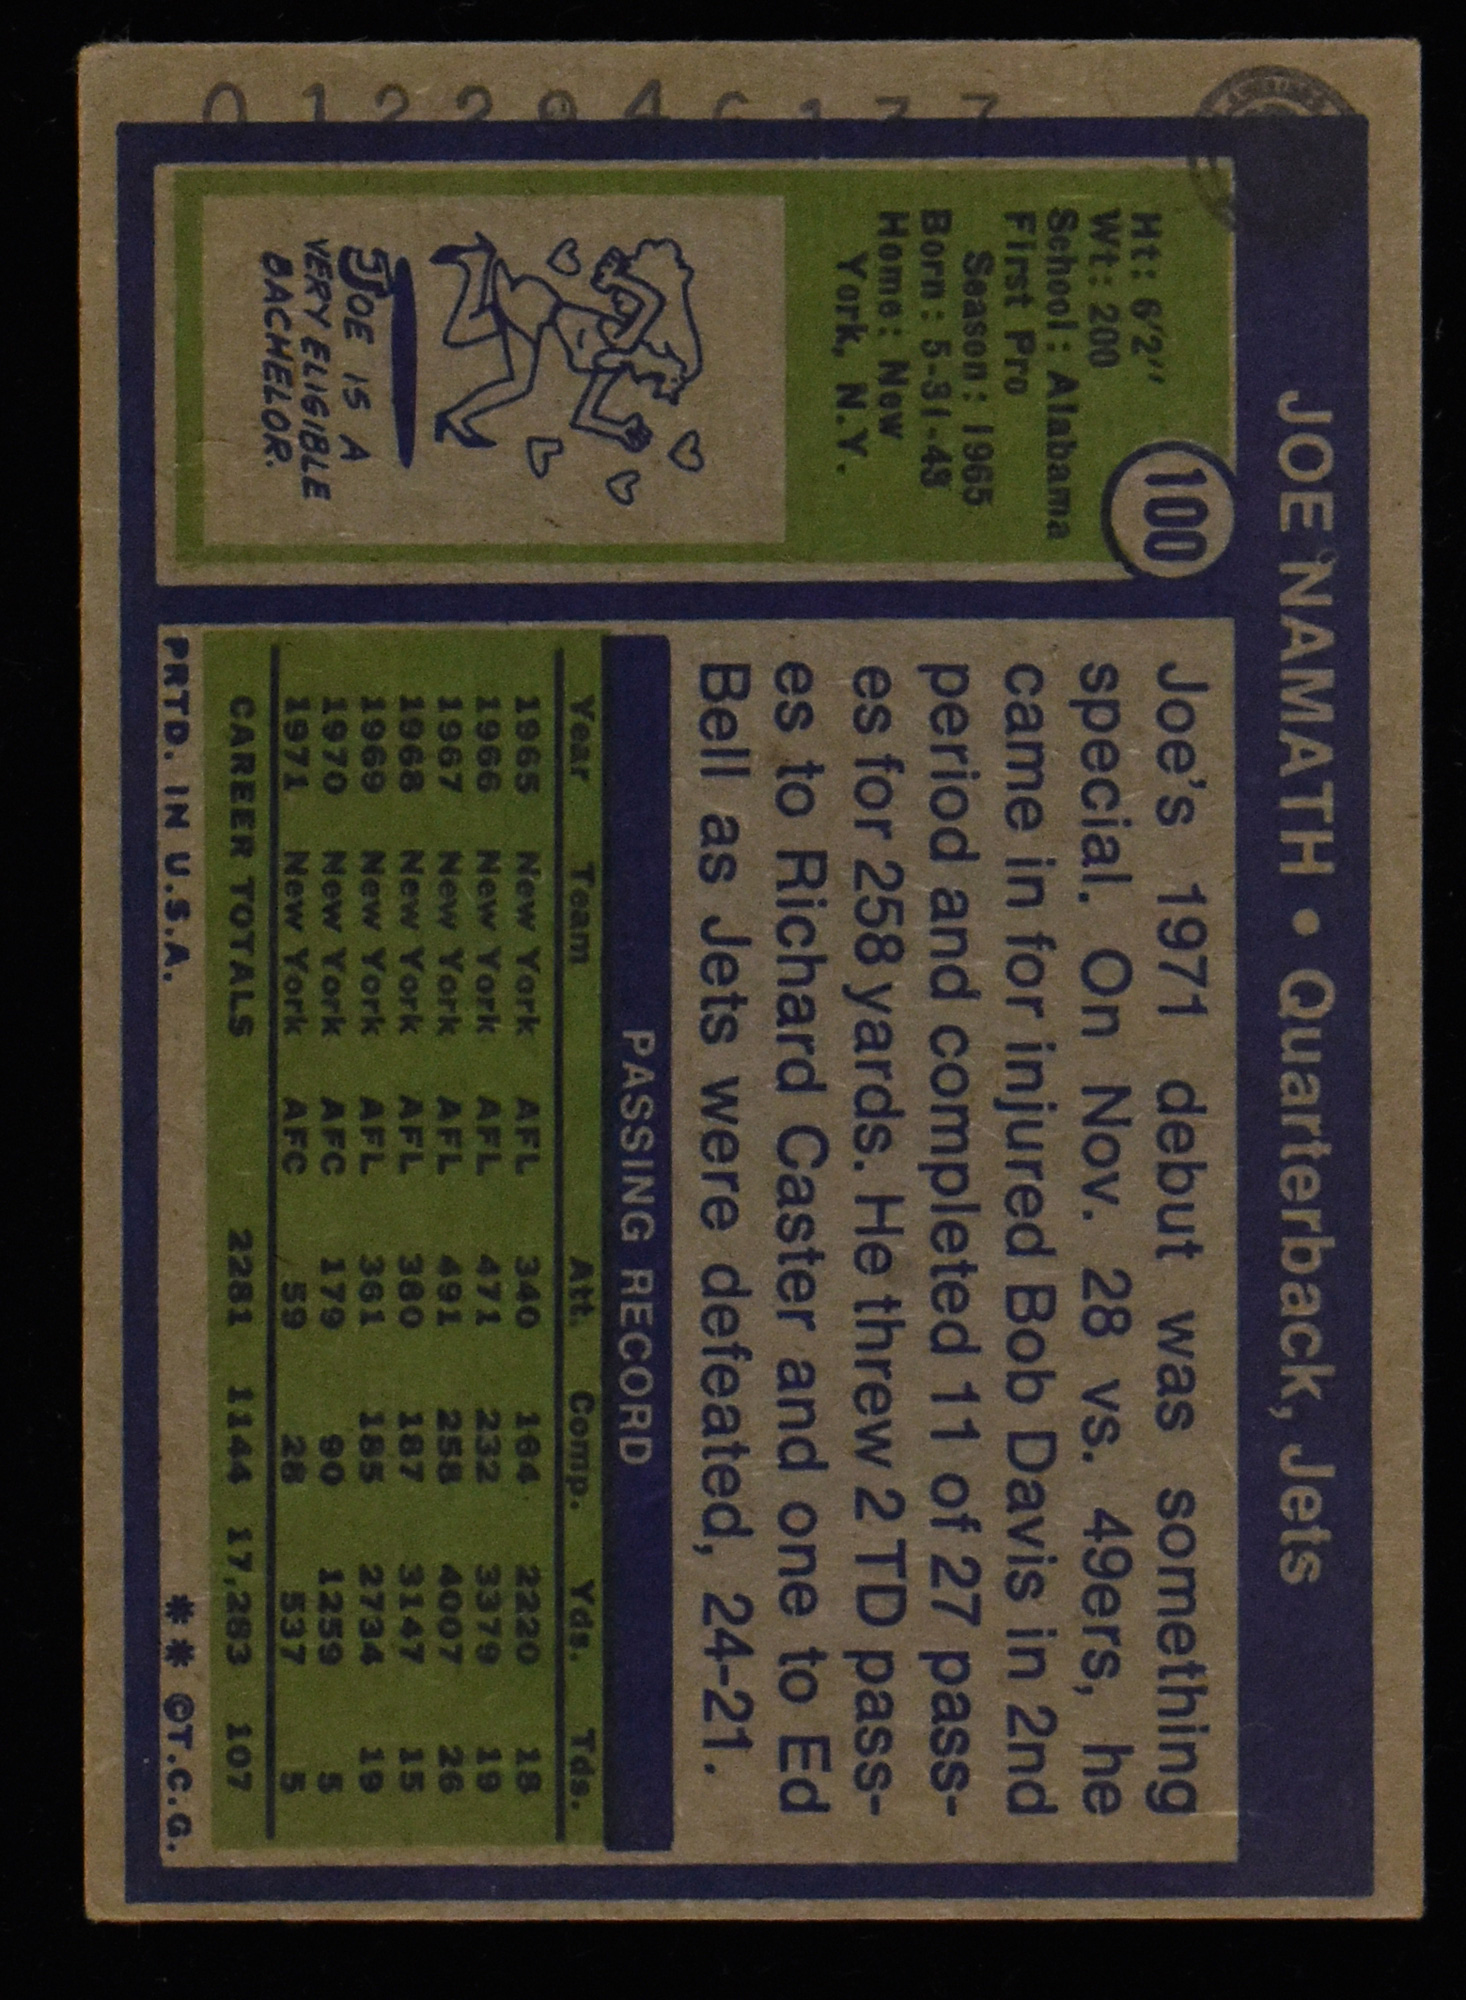 JOE NAMATH • Quarterback, Jets
100
Ht: 6'2"
Wt: 200
School: Alabama
First Pro
Season: 1965
Born: 5-31-43
Home: New
York, N.Y.
JOE IS A
VERY ELIGIBLE
BACHELOR.
Joe's 1971 debut was something
special. On Nov. 28 vs. 49ers, he
came in for injured Bob Davis in 2nd
period and completed 11 of 27 pass-
es for 258 yards. He threw 2 TD pass-
es to Richard Caster and one to Ed
Bell as Jets were defeated, 24-21.
PASSING RECORD
Year Team Att. Comp. Yds. Tds.
1965 New York AFL 340 164 2220 18
1966 New York AFL 471 232 3379 19
1967 New York AFL 491 258 4007 26
1968 New York AFL 380 187 3147 15
1969 New York AFL 361 185 2734 19
1970 New York AFC 179 90 1259 5
1971 New York AFC 59 28 537 5
CAREER TOTALS 2281 1144 17,283 107
PRTD. IN U.S.A. ** ©T.C.G.